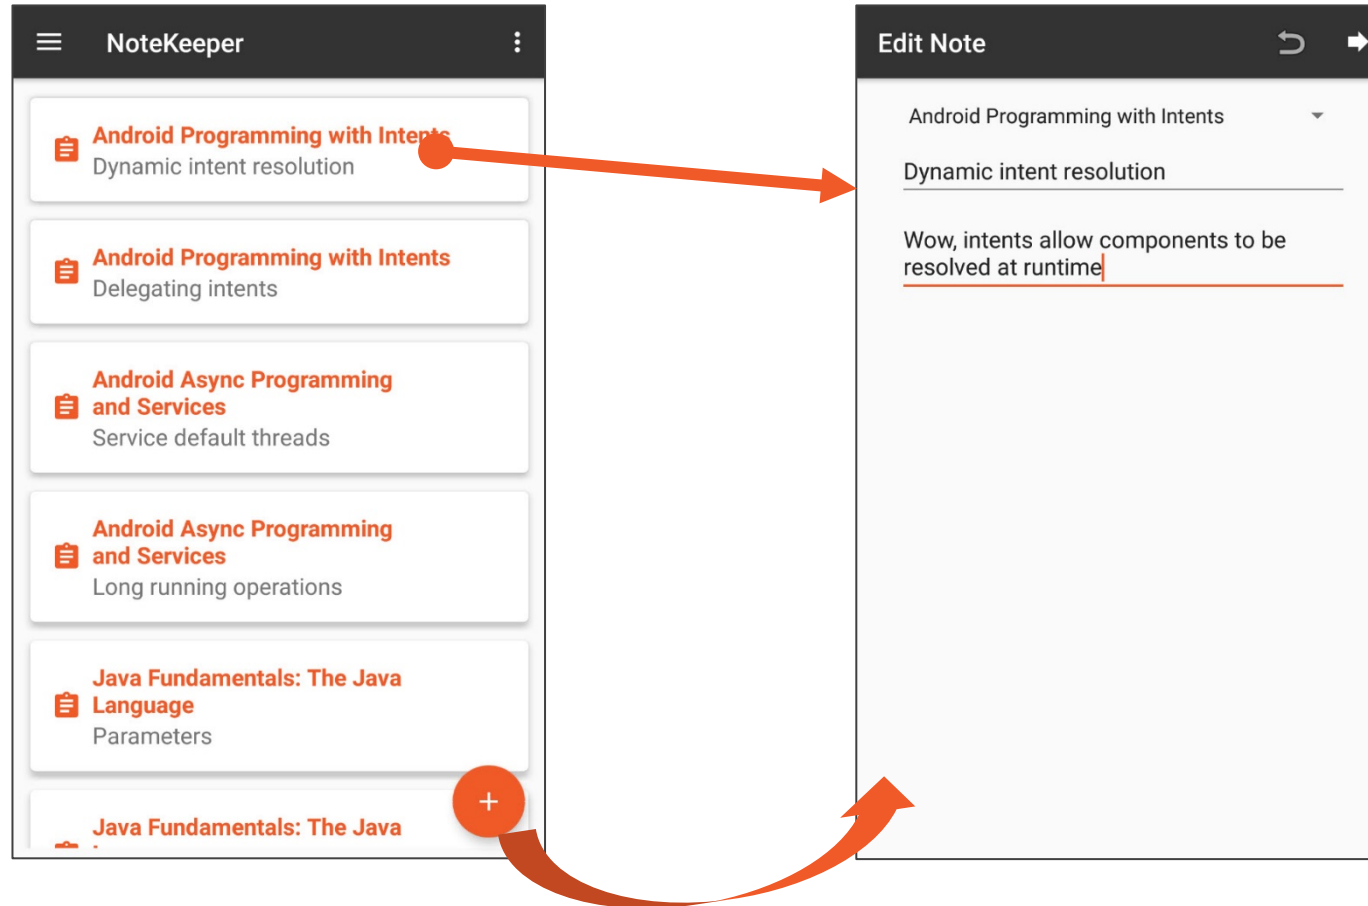 NoteKeeper
Android Programming with Intents
Dynamic intent resolution
Android Programming with Intents
Delegating intents
Android Async Programming
and Services
Service default threads
Android Async Programming
and Services
Long running operations
Java Fundamentals: The Java
Language
Parameters
Java Fundamentals: The Java
+
Edit Note
Android Programming with Intents
Dynamic intent resolution
Wow, intents allow components to be
resolved at runtime